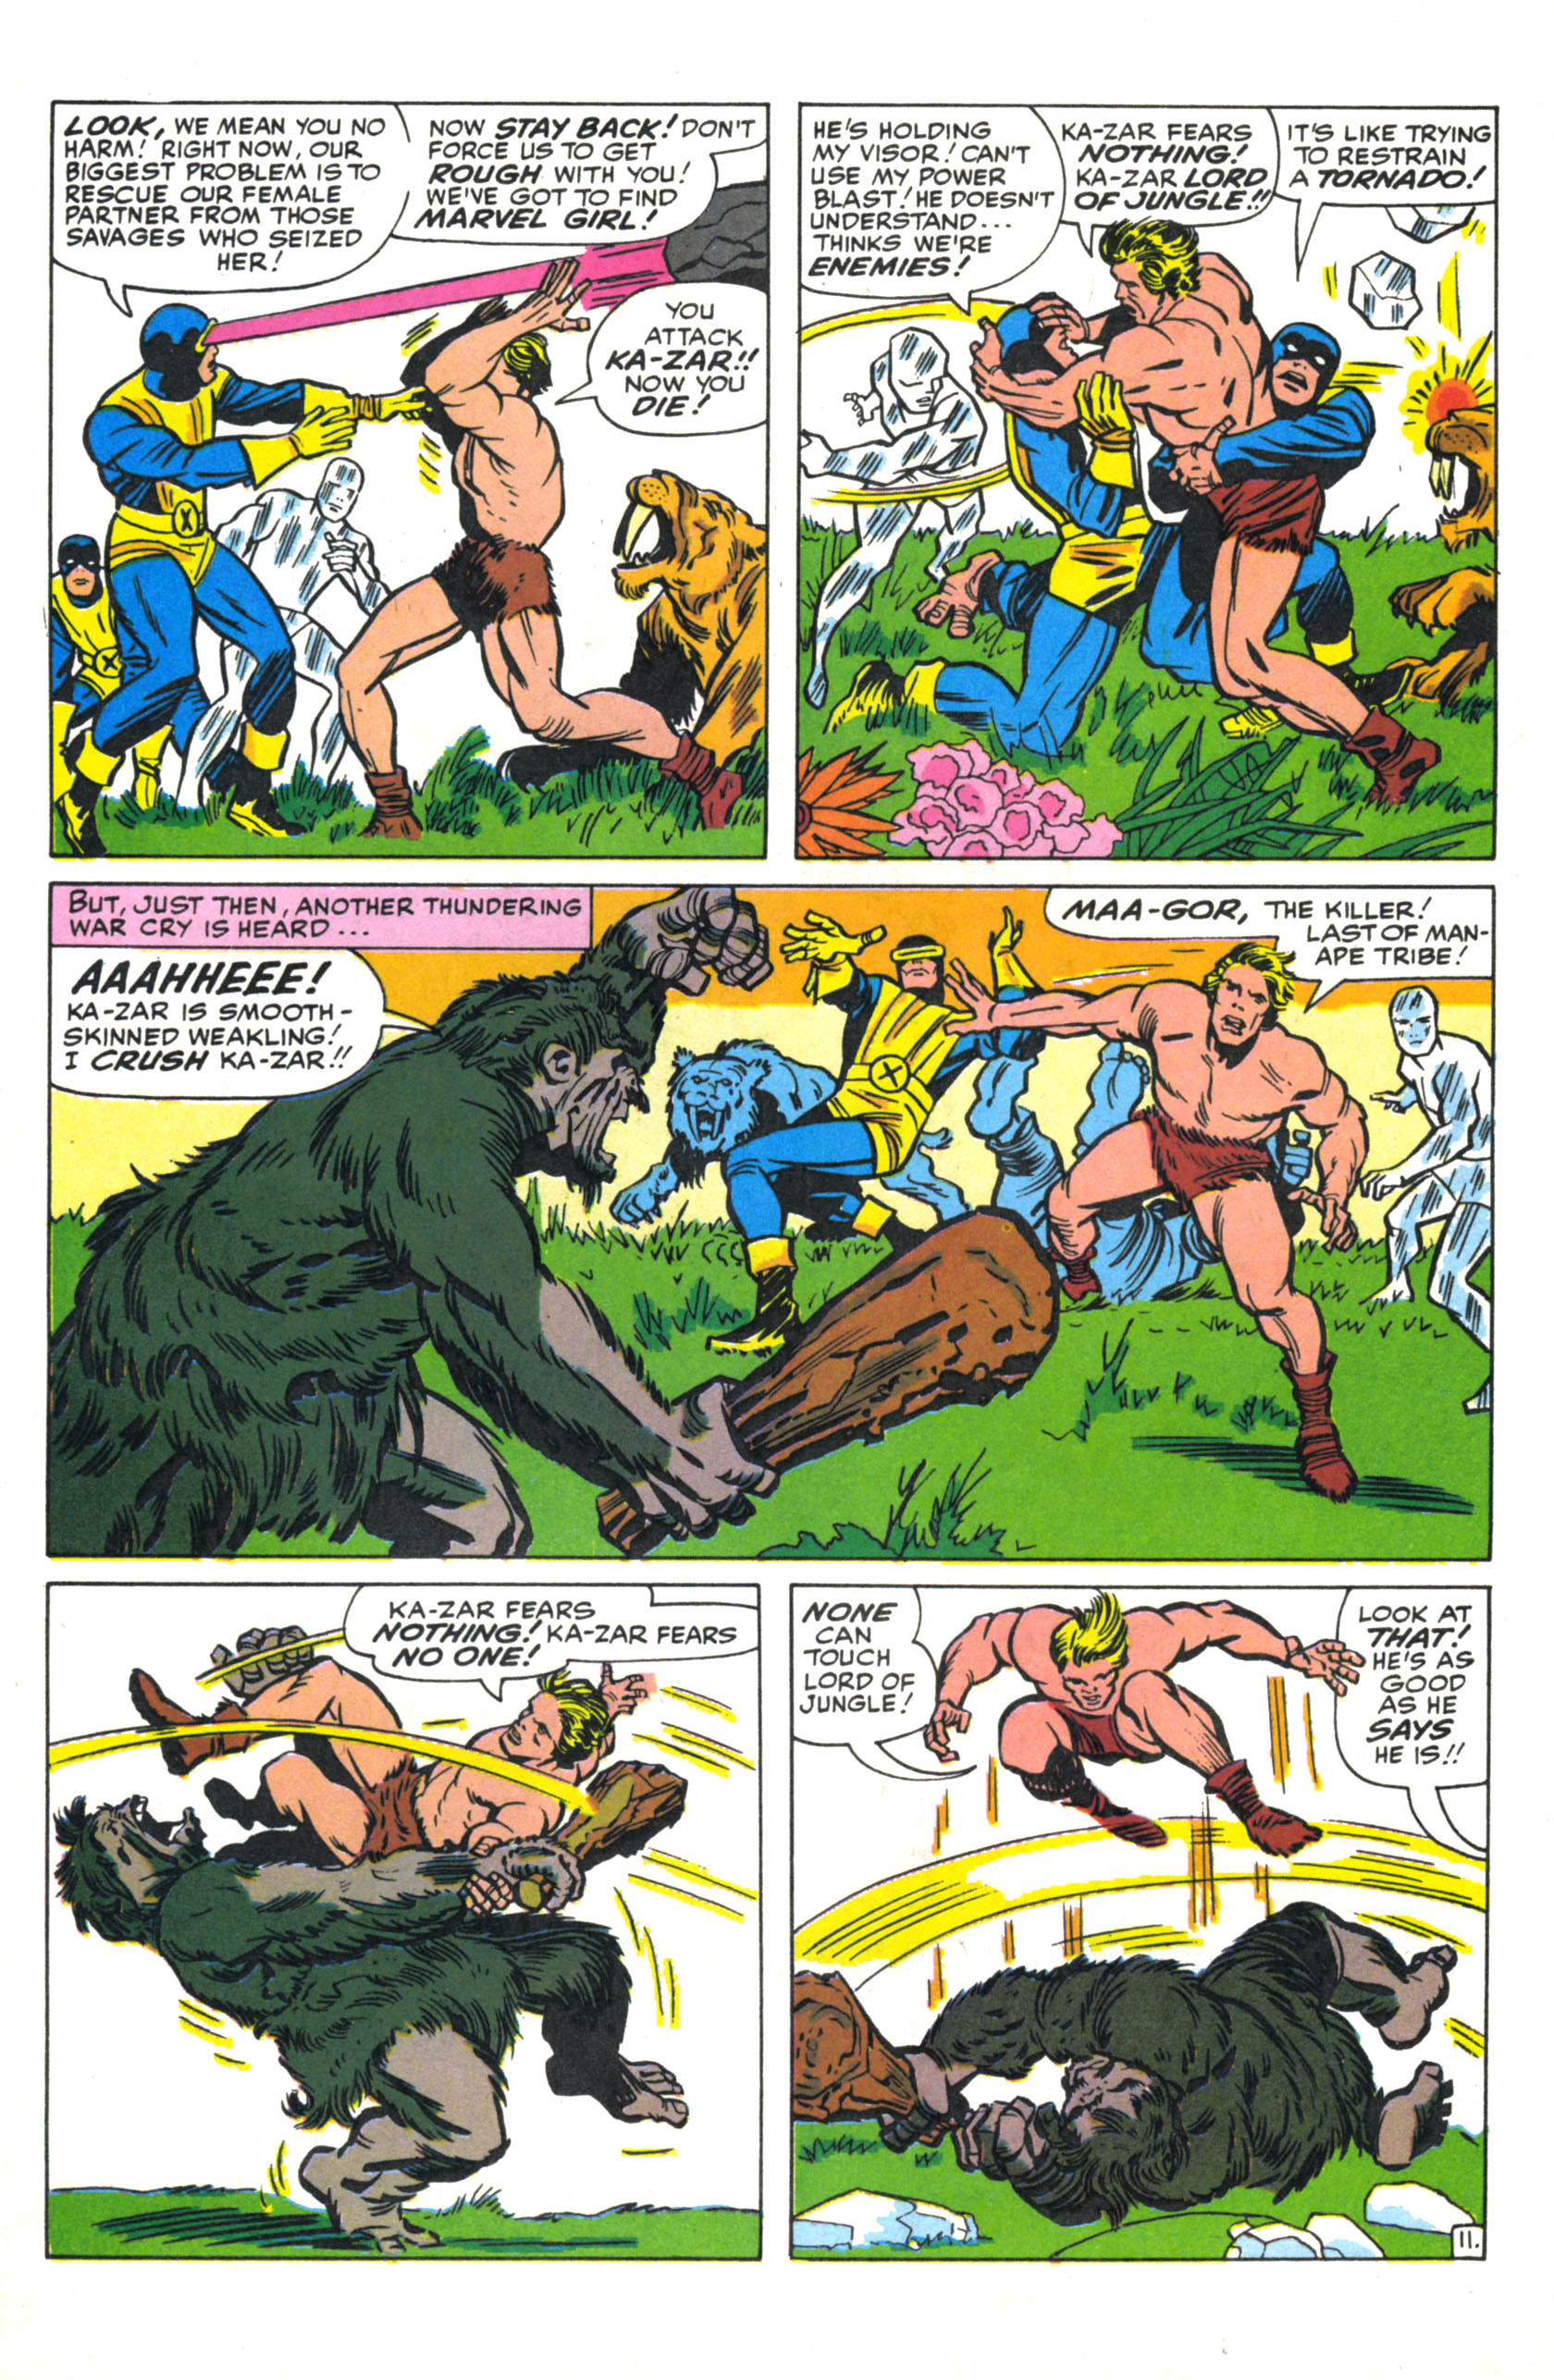 LOOK, WE MEAN YOU NO
HARM! RIGHT NOW, OUR
BIGGEST PROBLEM IS TO
RESCUE OUR FEMALE
PARTNER FROM THOSE
SAVAGES WHO SEIZED
HER!
NOW STAY BACK! DON'T
FORCE US TO GET
ROUGH WITH YOU!
WE'VE GOT TO FIND
MARVEL GIRL!
YOU
ATTACK
KA-ZAR!!
NOW YOU
DIE!
X
X
HE'S HOLDING
MY VISOR! CAN'T
USE MY POWER
BLAST! HE DOESN'T
UNDERSTAND...
THINKS WE'RE
ENEMIES!
KA-ZAR FEARS
NOTHING!
KA-ZAR LORD
OF JUNGLE!!
IT'S LIKE TRYING
TO RESTRAIN
A TORNADO!
BUT, JUST THEN, ANOTHER THUNDERING
WAR CRY IS HEARD...
AAAHHEEE!
KA-ZAR IS SMOOTH-
SKINNED WEAKLING!
I CRUSH KA-ZAR!!
MAA-GOR, THE KILLER!
LAST OF MAN-
APE TRIBE!
X
KA-ZAR FEARS
NOTHING! KA-ZAR FEARS
NO ONE!
NONE
CAN
TOUCH
LORD OF
JUNGLE!
LOOK AT
THAT!
HE'S AS
GOOD
AS HE
SAYS
HE IS!!
11.